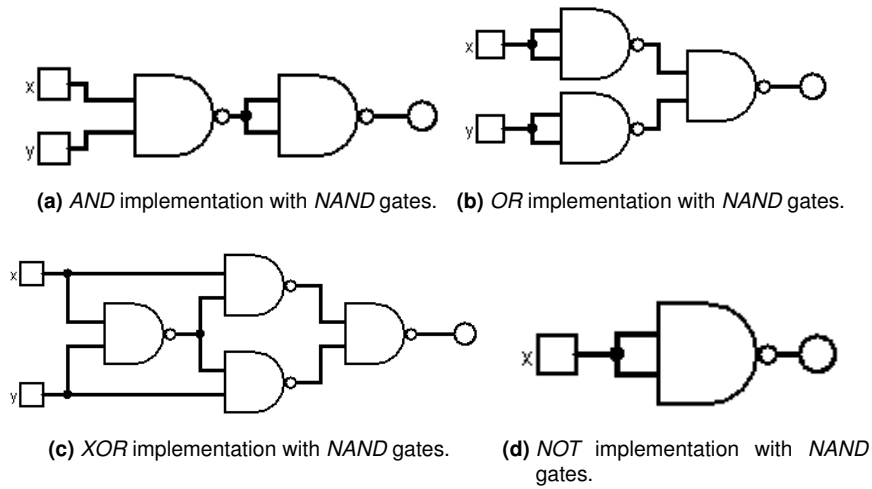 x
y
(a) AND implementation with NAND gates.
x
y
(b) OR implementation with NAND gates.
x
y
(c) XOR implementation with NAND gates.
x
(d) NOT implementation with NAND
gates.